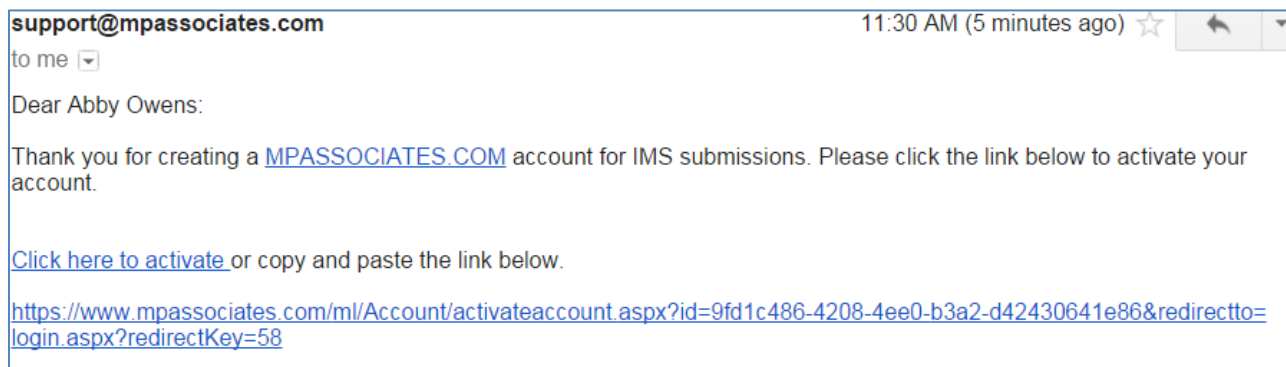 support@mpassociates.com 11:30 AM (5 minutes ago)
to me
Dear Abby Owens:
Thank you for creating a MPASSOCIATES.COM account for IMS submissions. Please click the link below to activate your
account.
Click here to activate or copy and paste the link below.
https://www.mpassociates.com/ml/Account/activateaccount.aspx?id=9fd1c486-4208-4ee0-b3a2-d42430641e86&redirectto=
login.aspx?redirectKey=58